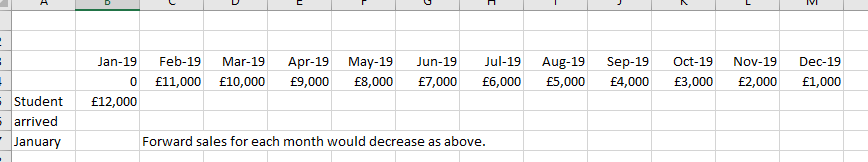 A B C D E F G H I J K L M
Jan-19 Feb-19 Mar-19 Apr-19 May-19 Jun-19 Jul-19 Aug-19 Sep-19 Oct-19 Nov-19 Dec-19
0 £11,000 £10,000 £9,000 £8,000 £7,000 £6,000 £5,000 £4,000 £3,000 £2,000 £1,000
Student £12,000
arrived
January Forward sales for each month would decrease as above.